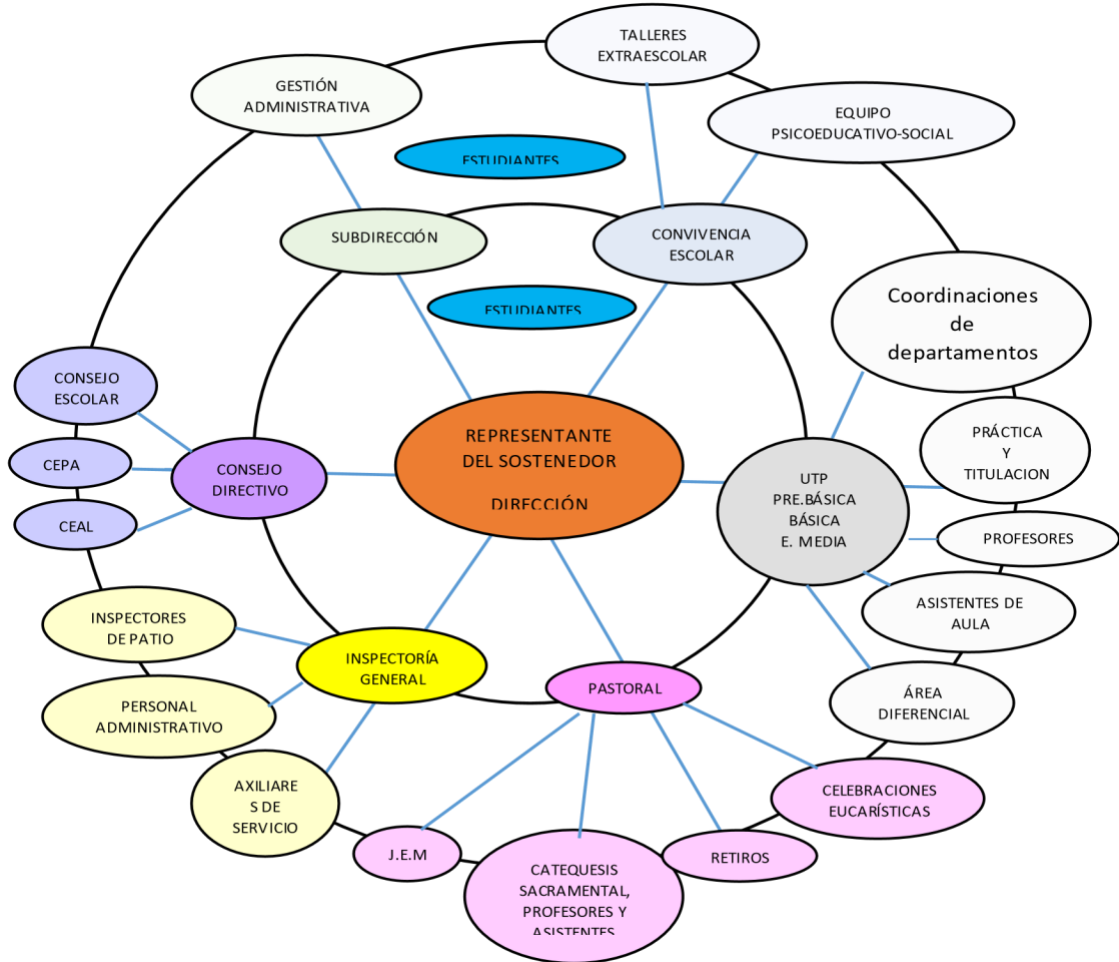 TALLERES
EXTRAESCOLAR
GESTIÓN
ADMINISTRATIVA
EQUIPO
PSICOEDUCATIVO-SOCIAL
ESTUDIANTES
SUBDIRECCIÓN
CONVIVENCIA
ESCOLAR
ESTUDIANTES
Coordinaciones
de
departamentos
CONSEJO
ESCOLAR
REPRESENTANTE
DEL SOSTENEDOR
DIRECCIÓN
PRÁCTICA
Y
TITULACION
CEPA
CONSEJO
DIRECTIVO
UTP
PRE.BÁSICA
BÁSICA
E. MEDIA
CEAL
PROFESORES
INSPECTORES
DE PATIO
ASISTENTES DE
AULA
INSPECTORÍA
GENERAL
PASTORAL
ÁREA
DIFERENCIAL
PERSONAL
ADMINISTRATIVO
AXILIARE
S DE
SERVICIO
CELEBRACIONES
EUCARÍSTICAS
J.E.M
CATEQUESIS
SACRAMENTAL,
PROFESORES Y
ASISTENTES
RETIROS